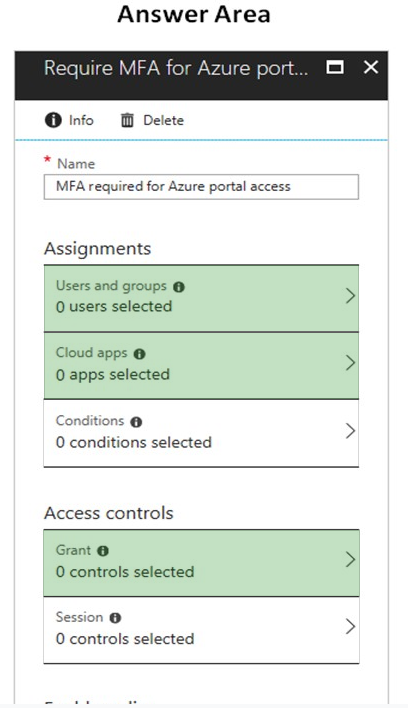 Answer Area
Require MFA for Azure port...
Info Delete
* Name
MFA required for Azure portal access
Assignments
Users and groups
0 users selected
Cloud apps
0 apps selected
Conditions
0 conditions selected
Access controls
Grant
0 controls selected
Session
0 controls selected